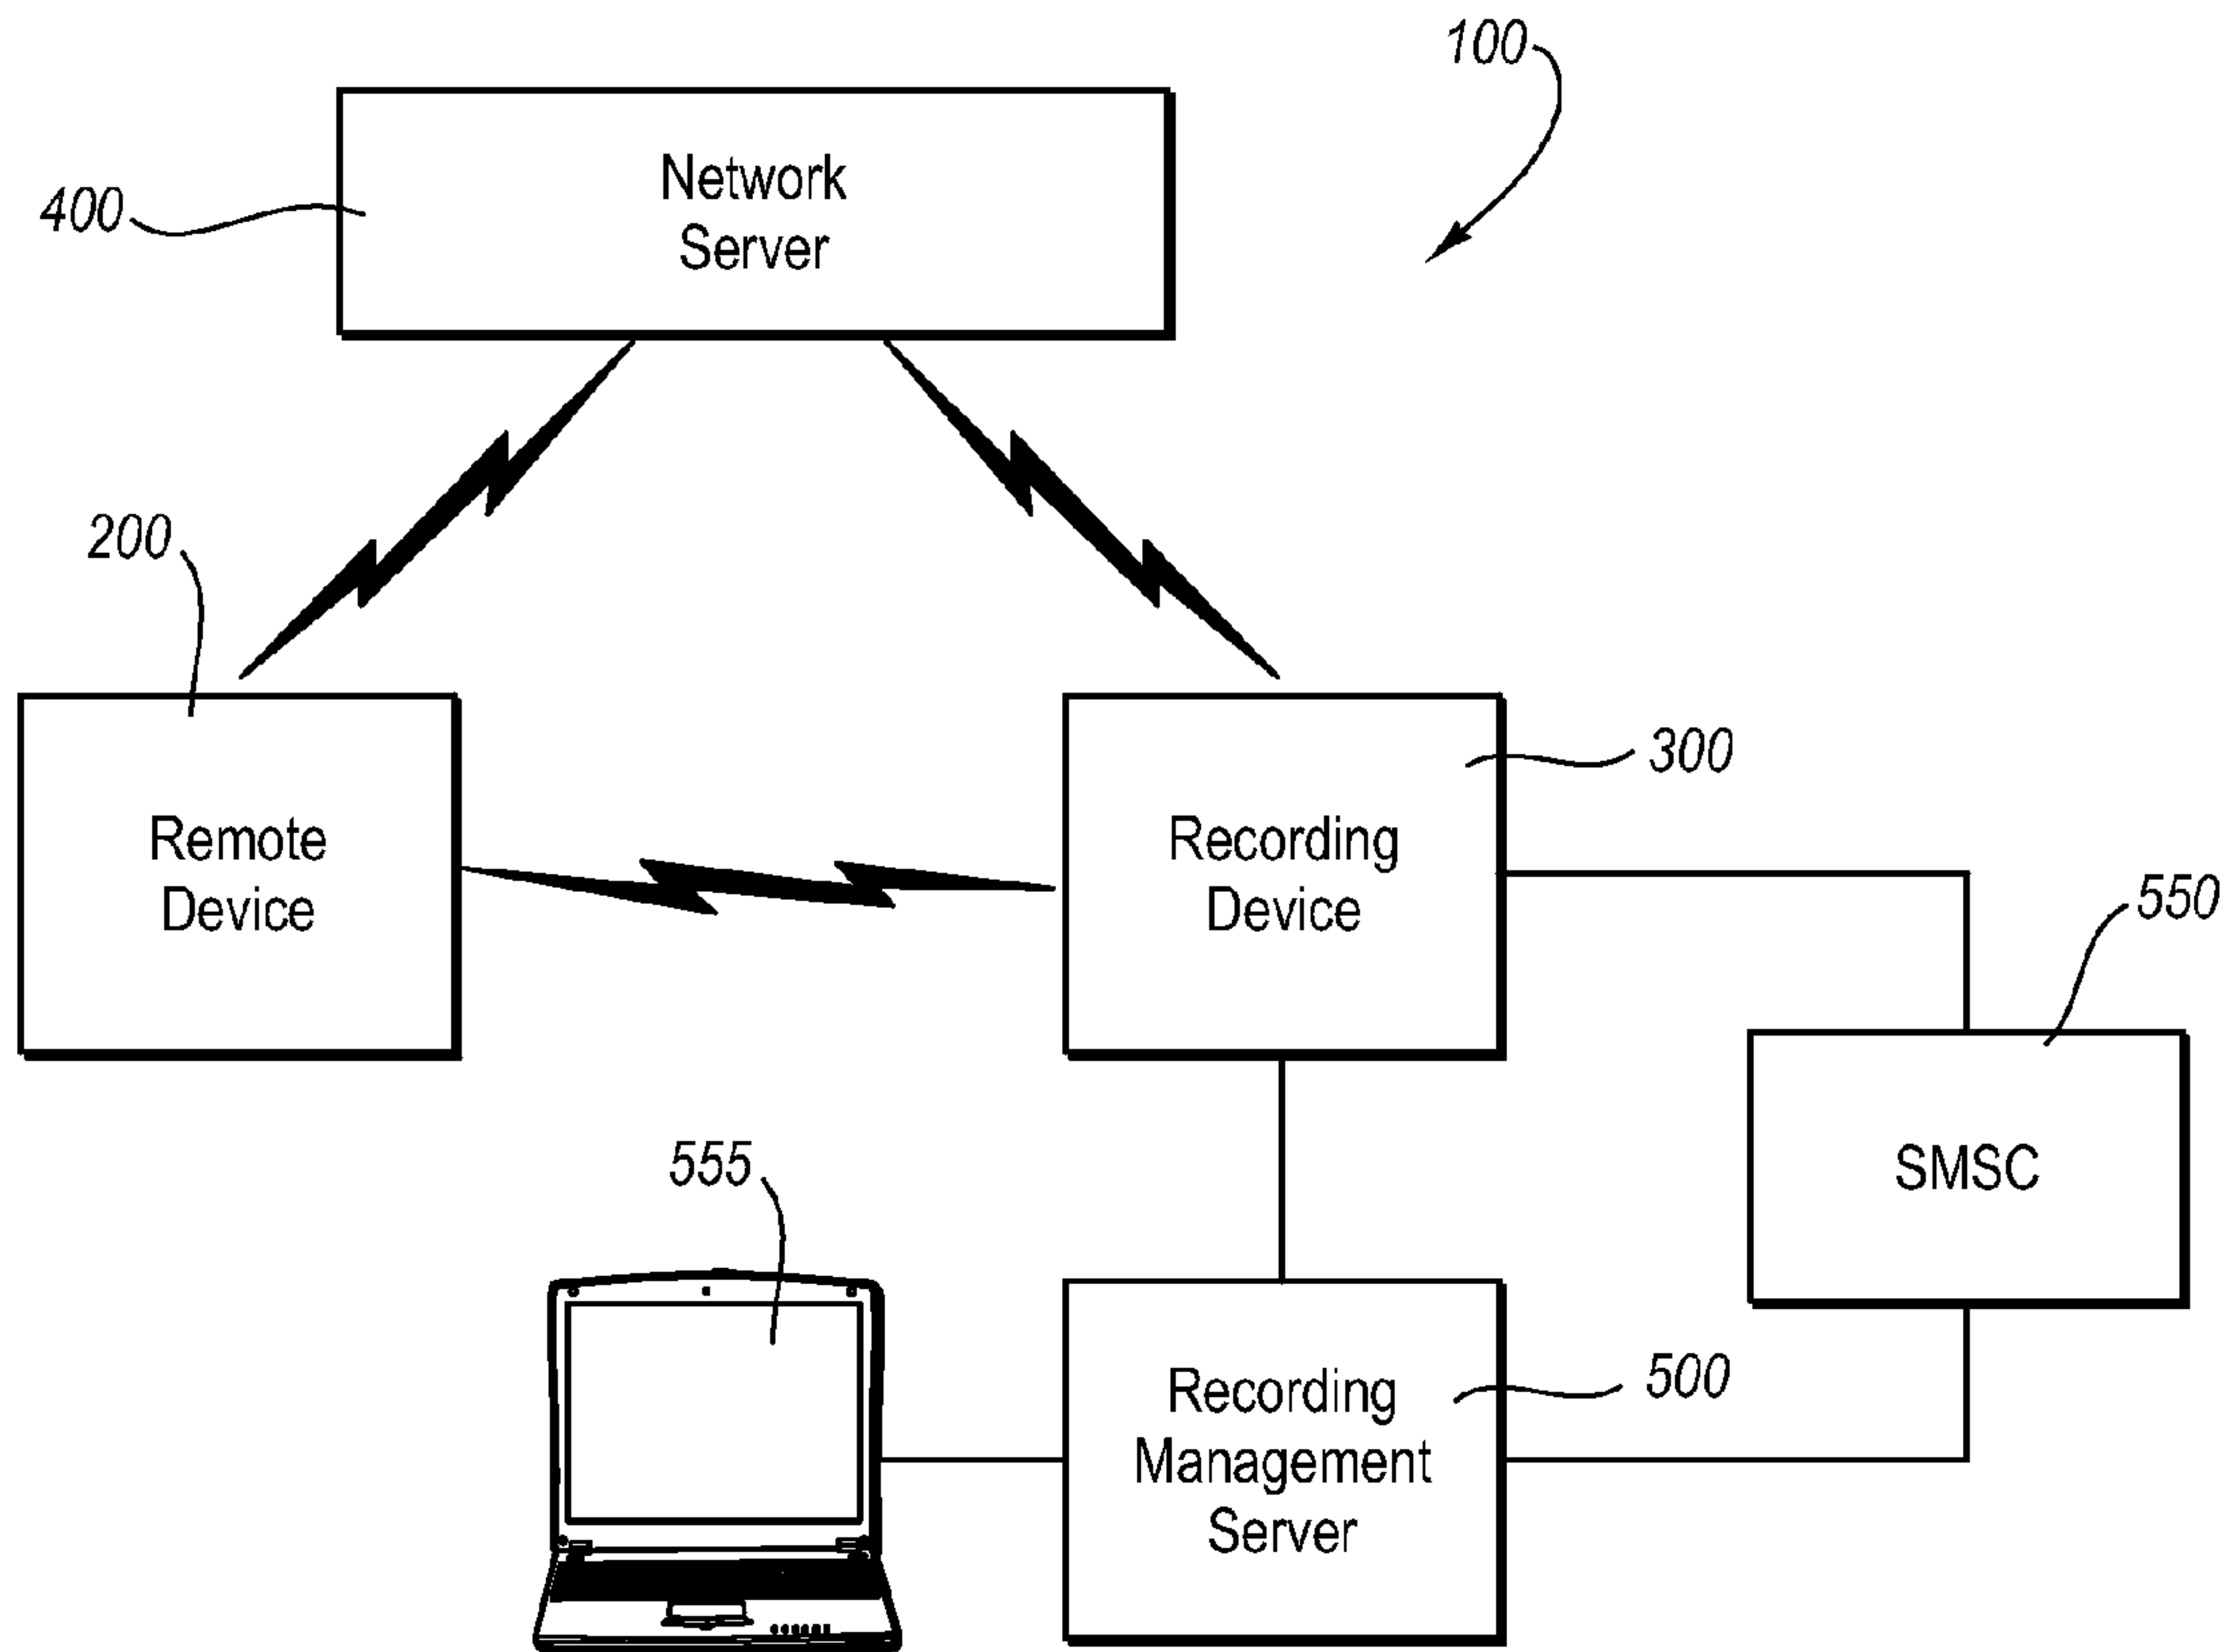 100
Network
Server
400
200
300
Remote
Device
Recording
Device
550
555
SMSC
500
Recording
Management
Server